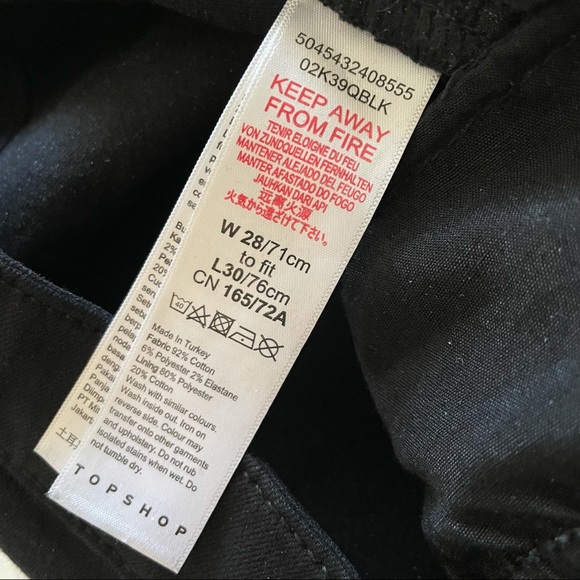 5045432408555
02K39QBLK
KEEP AWAY
FROM FIRE
TENIR ELOIGNE DU FEU
VON ZUNDQUELLEN FERNHALTEN
MANTENER ALEJADO DEL FUEGO
MANTER AFASTADO DO FOGO
JAUHKAN DARI API
远离火源
火気から遠ざけて下さい。
W 28/71cm
to fit
L30/76cm
CN 165/72A
40
Made in Turkey
Fabric 92% Cotton
6% Polyester 2% Elastane
Lining 80% Polyester
20% Cotton
Wash with similar colours.
Wash inside out. Iron on
reverse side. Colour may
transfer onto other garments
and upholstery. Do not rub
isolated stains when wet. Do
not tumble dry.
TOPSHOP
20%
Jakar